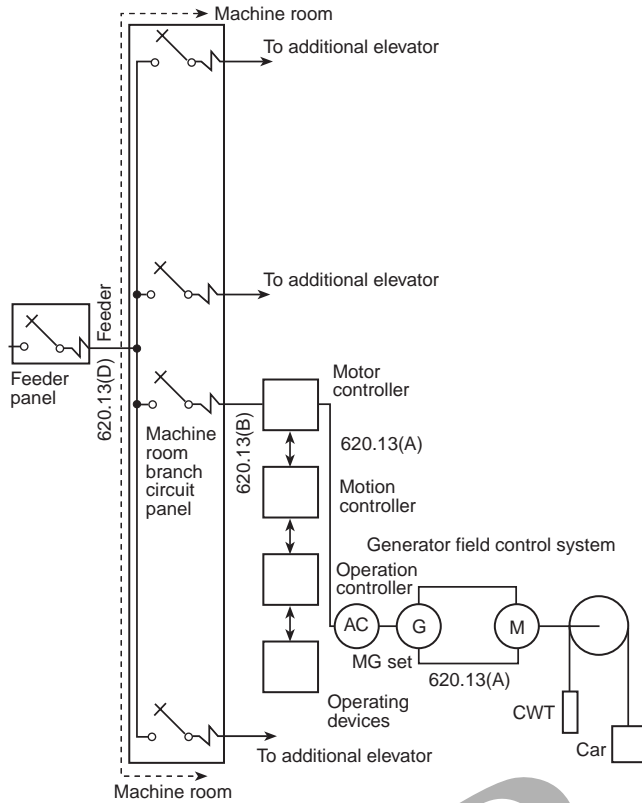 Machine room
To additional elevator
To additional elevator
Feeder
Feeder
panel
620.13(D)
Machine
room
branch
circuit
panel
620.13(B)
Motor
controller
620.13(A)
Motion
controller
Generator field control system
Operation
controller
AC
G
M
MG set
620.13(A)
Operating
devices
CWT
Car
To additional elevator
Machine room